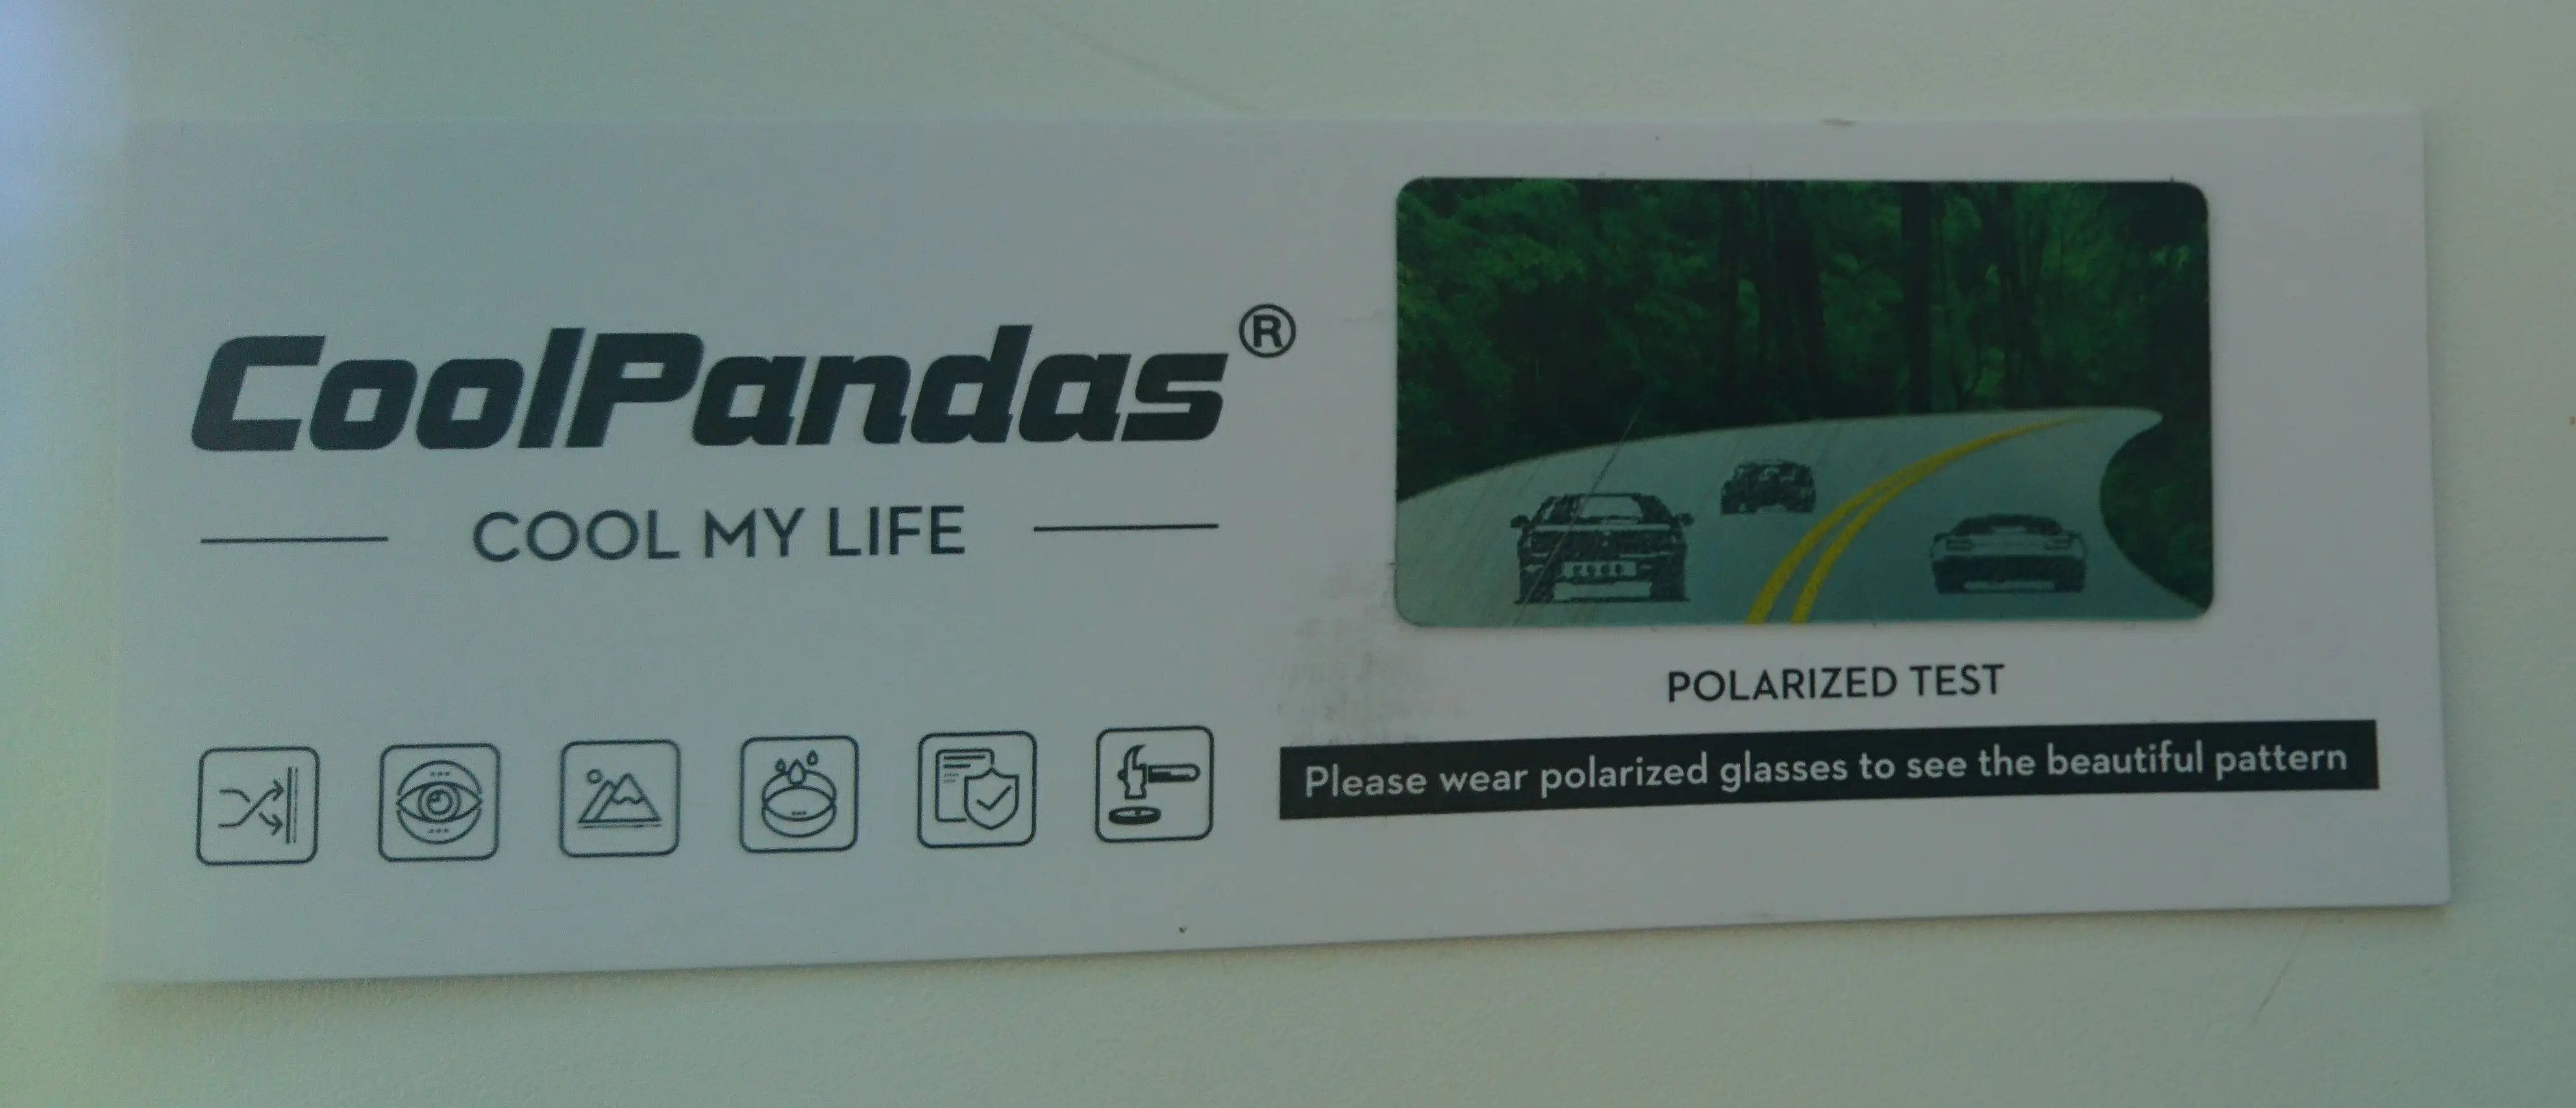 CoolPandas®
COOL MY LIFE
POLARIZED TEST
Please wear polarized glasses to see the beautiful pattern